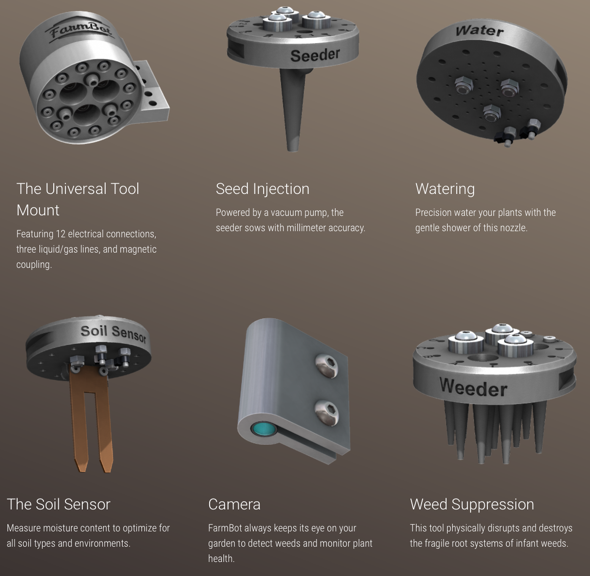 FarmBot
Seeder
Water
The Universal Tool
Mount
Featuring 12 electrical connections,
three liquid/gas lines, and magnetic
coupling.
Seed Injection
Powered by a vacuum pump, the
seeder sows with millimeter accuracy.
Watering
Precision water your plants with the
gentle shower of this nozzle.
Soil Sensor
Weeder
The Soil Sensor
Measure moisture content to optimize for
all soil types and environments.
Camera
FarmBot always keeps its eye on your
garden to detect weeds and monitor plant
health.
Weed Suppression
This tool physically disrupts and destroys
the fragile root systems of infant weeds.